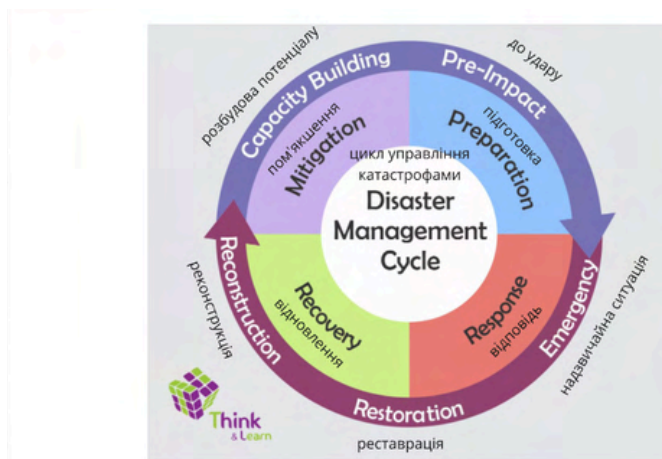 розбудова потенціалу
Capacity Building
Pre-Impact
до удару
пом'якшення
Mitigation
підготовка
Preparation
цикл управління
катастрофами
Disaster
Management
Cycle
Reconstruction
реконструкція
Recovery
відновлення
Response
відповідь
Emergency
надзвичайна ситуація
Restoration
реставрація
Think
& Learn